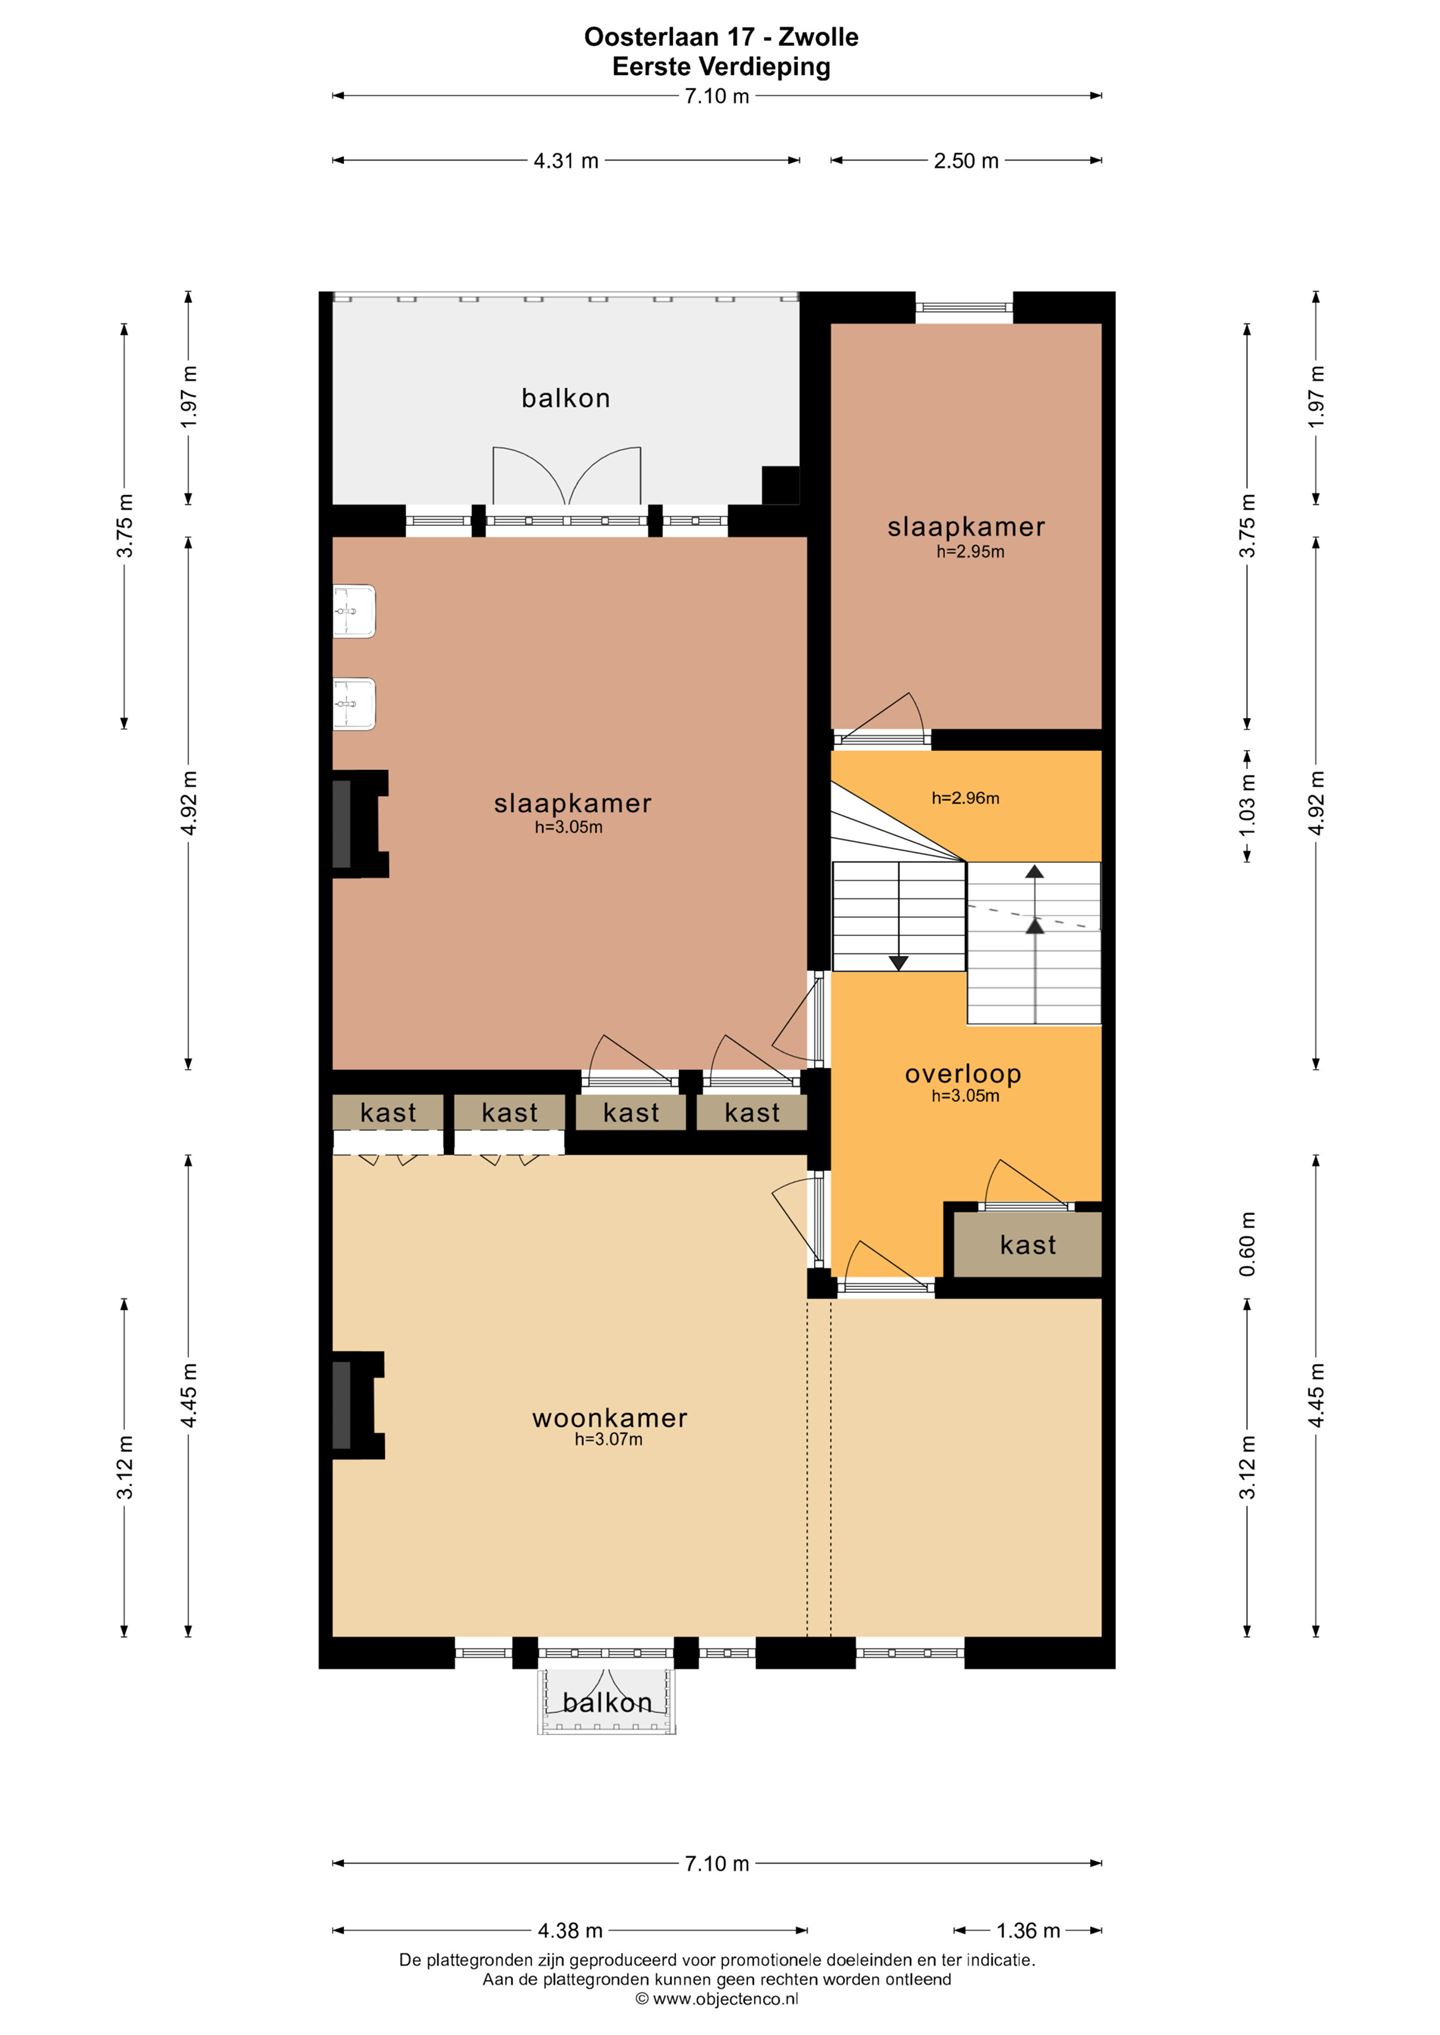 Oosterlaan 17 - Zwolle
Eerste Verdieping
7.10 m
4.31 m
2.50 m
1.97 m
1.97 m
3.75 m
3.75 m
balkon
slaapkamer
h=2.95m
slaapkamer
h=3.05m
4.92 m
4.92 m
1.03 m
h=2.96m
overloop
h=3.05m
kast
kast
kast
kast
kast
0.60 m
woonkamer
h=3.07m
4.45 m
4.45 m
3.12 m
3.12 m
balkon
7.10 m
4.38 m
1.36 m
De plattegronden zijn geproduceerd voor promotionele doeleinden en ter indicatie.
Aan de plattegronden kunnen geen rechten worden ontleend
© www.objectenco.nl